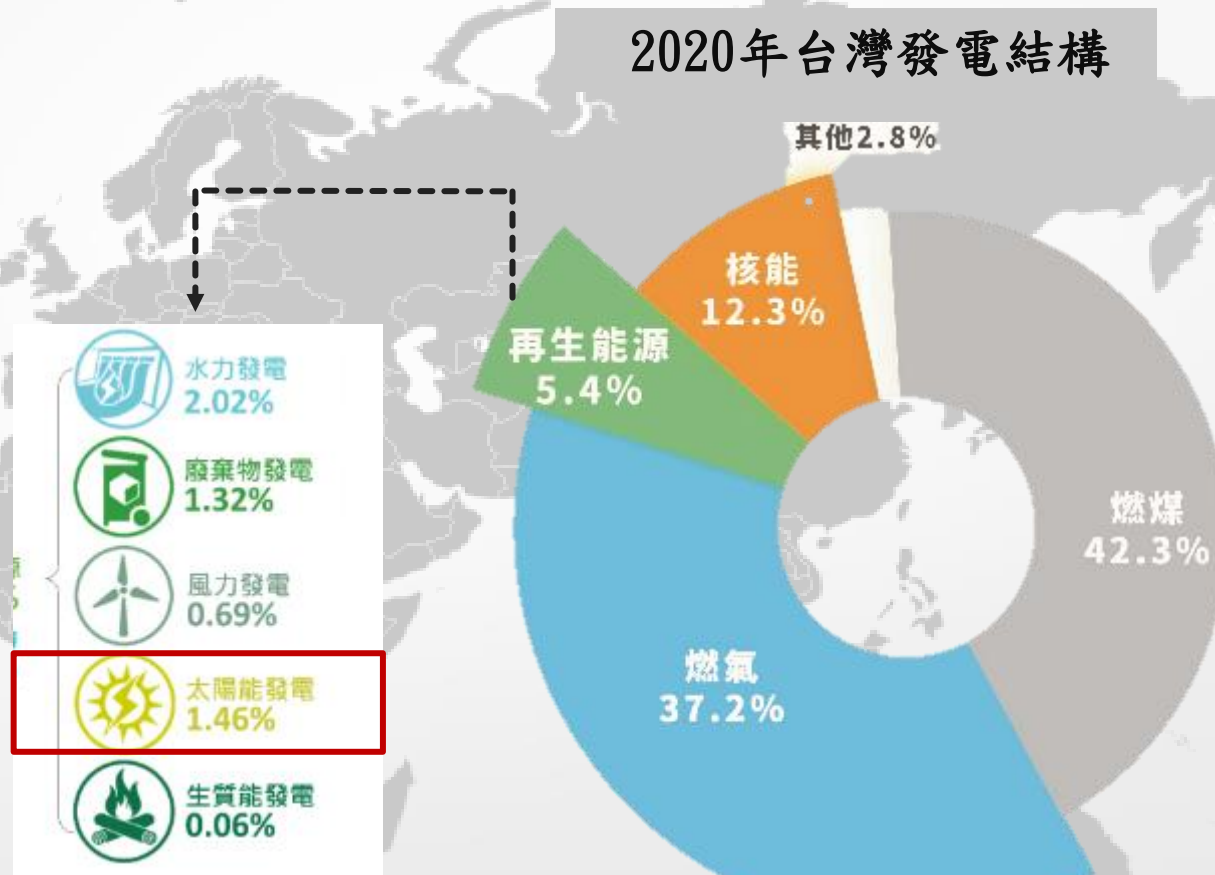 2020年台灣發電結構
其他2.8%
核能
12.3%
再生能源
5.4%
燃煤
42.3%
燃氣
37.2%
水力發電
2.02%
廢棄物發電
1.32%
風力發電
0.69%
太陽能發電
1.46%
生質能發電
0.06%